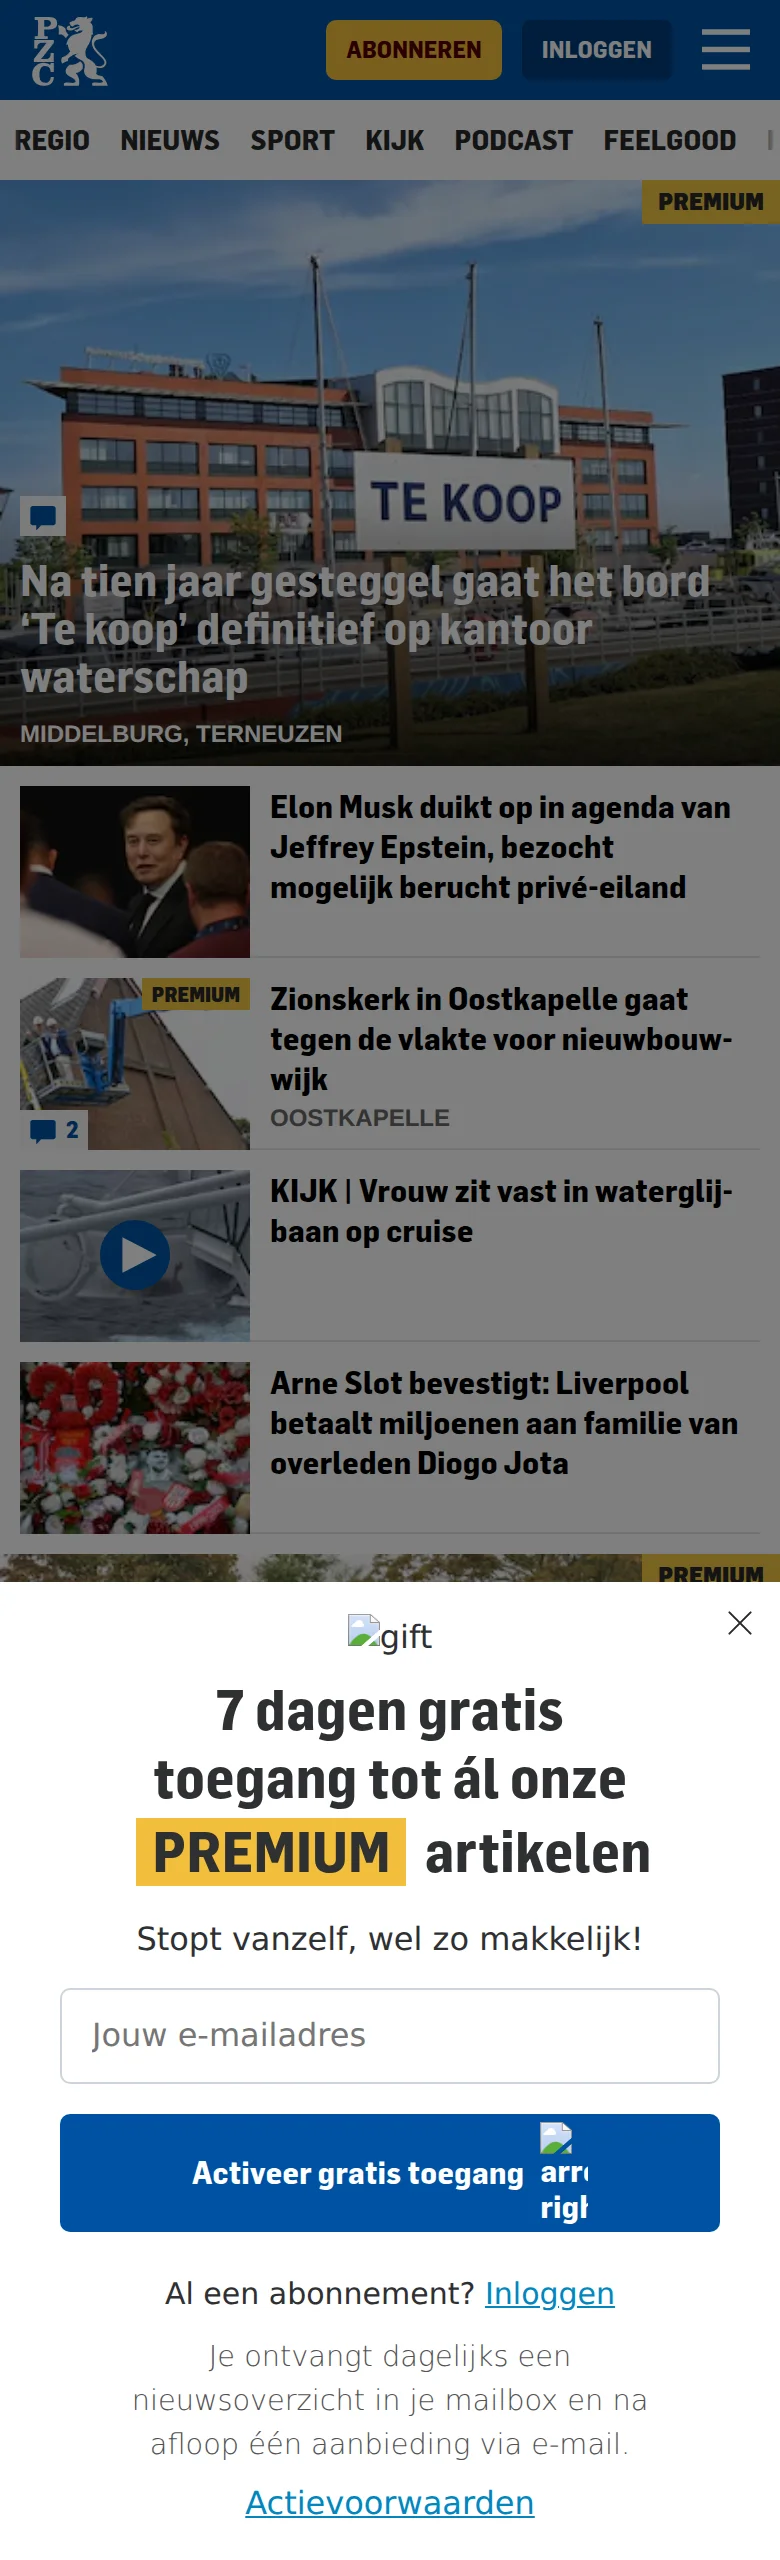 PZC
ABONNEREN
INLOGGEN
REGIO NIEUWS SPORT KIJK PODCAST FEELGOOD
PREMIUM
TE KOOP
Na tien jaar gesteggel gaat het bord
‘Te koop’ definitief op kantoor
waterschap
MIDDELBURG, TERNEUZEN
Elon Musk duikt op in agenda van
Jeffrey Epstein, bezocht
mogelijk berucht privé-eiland
PREMIUM
2
Zionskerk in Oostkapelle gaat
tegen de vlakte voor nieuwbouw-
wijk
OOSTKAPELLE
KIJK | Vrouw zit vast in waterglij-
baan op cruise
Arne Slot bevestigt: Liverpool
betaalt miljoenen aan familie van
overleden Diogo Jota
PREMIUM
gift
7 dagen gratis
toegang tot ál onze
PREMIUM artikelen
Stopt vanzelf, wel zo makkelijk!
Jouw e-mailadres
Activeer gratis toegang
Al een abonnement? Inloggen
Je ontvangt dagelijks een
nieuwsoverzicht in je mailbox en na
afloop één aanbieding via e-mail.
Actievoorwaarden